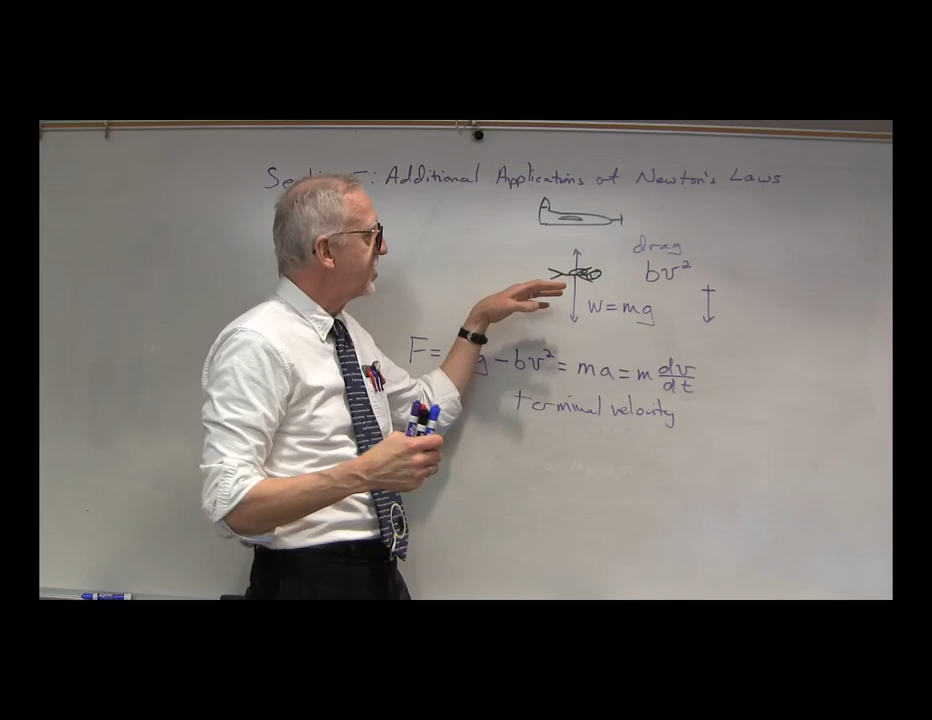 Additional Applications of Newton's Laws
drag
bv²
W = mg
F = g - bv² = ma = m dv/dt
terminal velocity